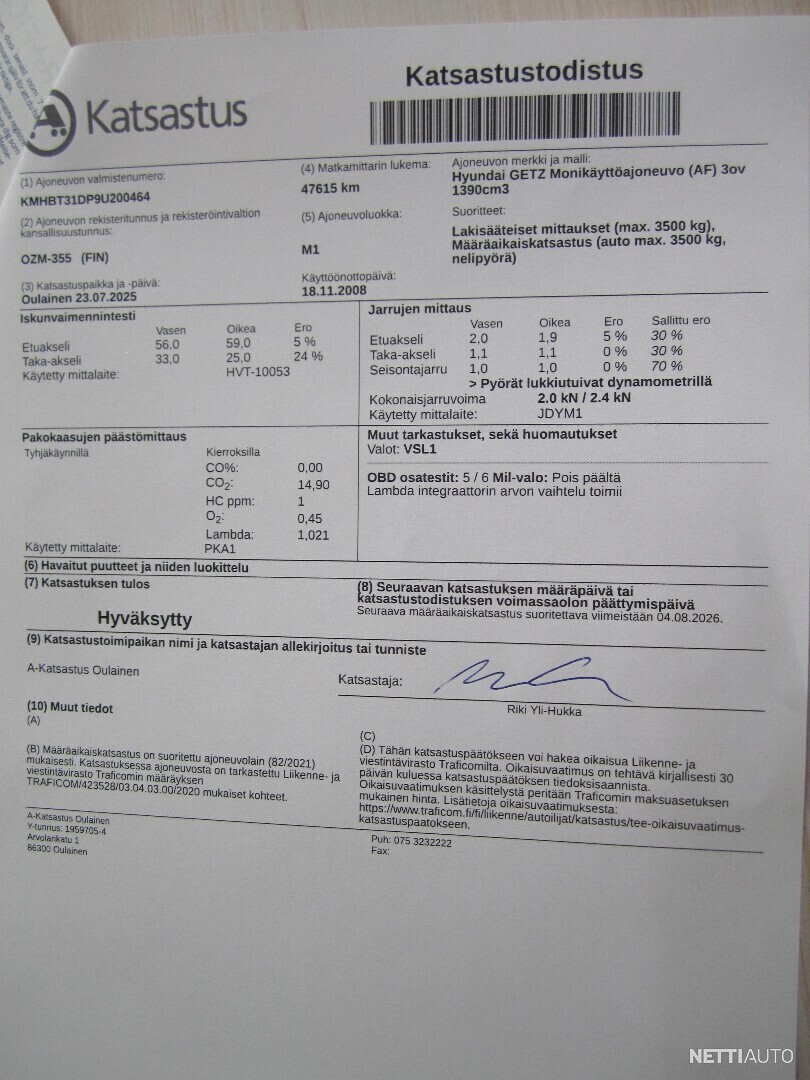 Katsastustodistus
Katsastus
(1) Ajoneuvon valmistenumero:
KMHBT31DP9U200464
(4) Matkamittarin lukema:
47615 km
Ajoneuvon merkki ja malli:
Hyundai GETZ Monikäyttöajoneuvo (AF) 3ov
1390cm3
(2) Ajoneuvon rekisteritunnus ja rekisteröintivaltion
kansallisuustunnus:
OZM-355 (FIN)
(5) Ajoneuvoluokka:
M1
Suoritteet:
Lakisääteiset mittaukset (max. 3500 kg),
Määräaikaiskatsastus (auto max. 3500 kg,
nelipyörä)
(3) Katsastuspaikka ja -päivä:
Oulainen 23.07.2025
Käyttöönottopäivä:
18.11.2008
Iskunvaimennintesti
Vasen Oikea Ero
Etuakseli 56,0 59,0 5 %
Taka-akseli 33,0 25,0 24 %
Käytetty mittalaite: HVT-10053
Jarrujen mittaus
Vasen Oikea Ero Sallittu ero
Etuakseli 2,0 1,9 5 % 30 %
Taka-akseli 1,1 1,1 0 % 30 %
Seisontajarru 1,0 1,0 0 % 70 %
> Pyörät lukkiutuivat dynamometrillä
Kokonaisjarruvoima 2.0 kN / 2.4 kN
Käytetty mittalaite: JDYM1
Pakokaasujen päästömittaus
Tyhjäkäynnillä Kierroksilla
CO%: 0,00
CO2: 14,90
HC ppm: 1
O2: 0,45
Lambda: 1,021
Käytetty mittalaite: PKA1
Muut tarkastukset, sekä huomautukset
Valot: VSL1
OBD osatestit: 5 / 6 Mil-valo: Pois päältä
Lambda integraattorin arvon vaihtelu toimii
(6) Havaitut puutteet ja niiden luokittelu
(7) Katsastuksen tulos
Hyväksytty
(8) Seuraavan katsastuksen määräpäivä tai
katsastustodistuksen voimassaolon päättymispäivä
Seuraava määräaikaiskatsastus suoritettava viimeistään 04.08.2026.
(9) Katsastustoimipaikan nimi ja katsastajan allekirjoitus tai tunniste
A-Katsastus Oulainen
Katsastaja:
Riki Yli-Hukka
(10) Muut tiedot
(A)
(B) Määräaikaiskatsastus on suoritettu ajoneuvolain (82/2021)
mukaisesti. Katsastuksessa ajoneuvosta on tarkastettu Liikenne- ja
viestintävirasto Traficomin määräyksen
TRAFICOM/423528/03.04.03.00/2020 mukaiset kohteet.
(C)
(D) Tähän katsastuspäätökseen voi hakea oikaisua Liikenne- ja
viestintävirasto Traficomilta. Oikaisuvaatimus on tehtävä kirjallisesti 30
päivän kuluessa katsastuspäätöksen tiedoksisaannista.
Oikaisuvaatimuksen käsittelystä peritään Traficomin maksuasetuksen
mukainen hinta. Lisätietoja oikaisuvaatimuksesta:
https://www.traficom.fi/fi/liikenne/autoilijat/katsastus/tee-oikaisuvaatimus-
katsastuspaatokseen.
A-Katsastus Oulainen
Y-tunnus: 1959705-4
Arvolankatu 1
86300 Oulainen
Puh: 075 3232222
Fax:
NETTIAUTO